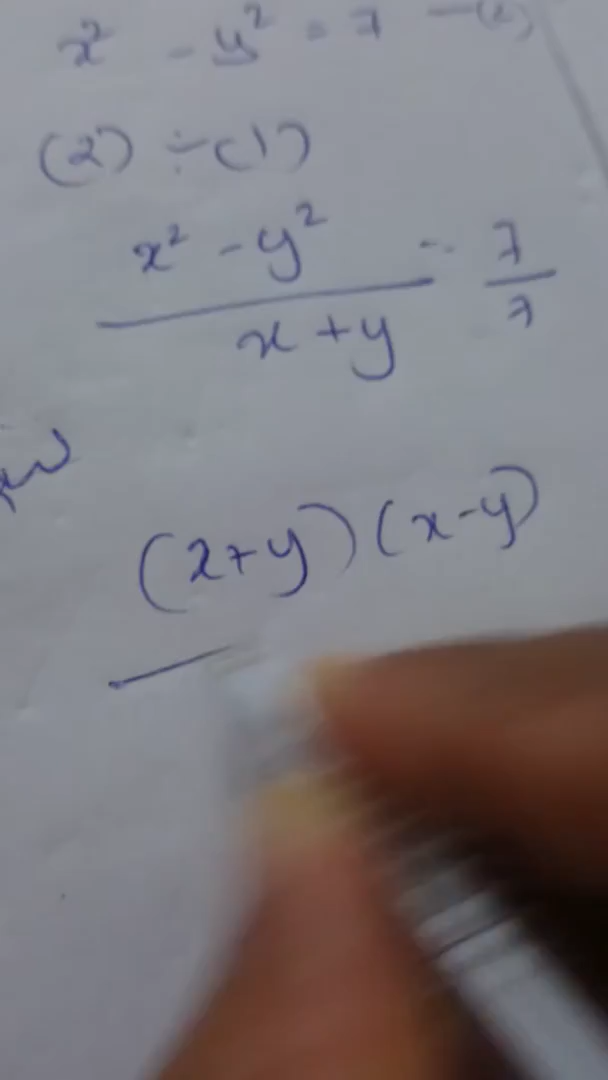 x² - y² = 7 — (2)
(2) ÷ (1)
x² - y² / x + y = 7 / 7
(x+y)(x-y)